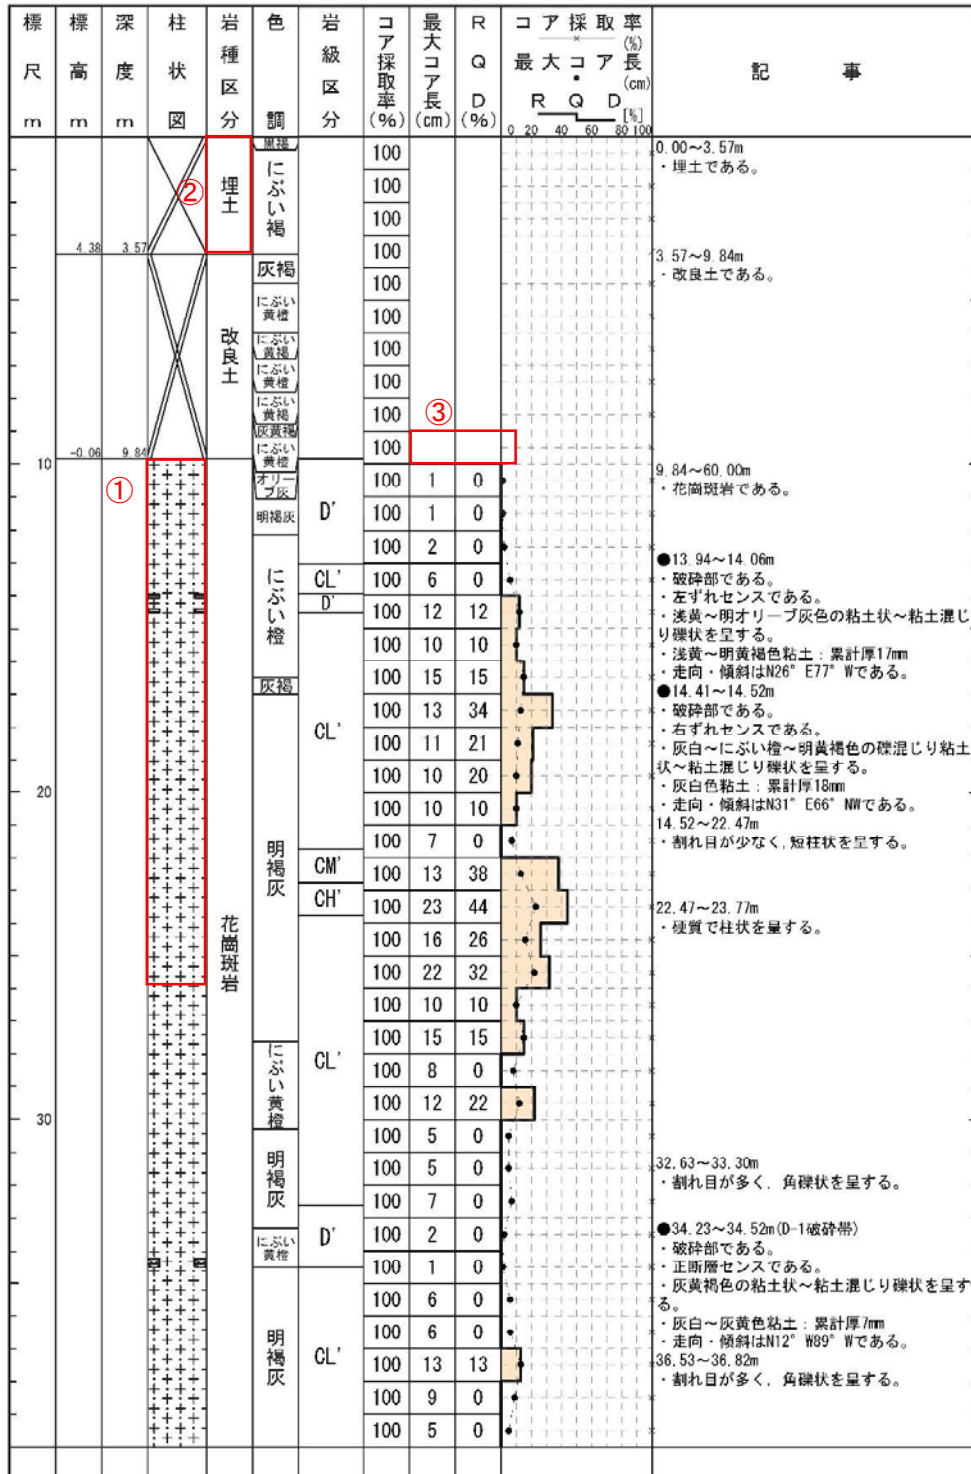 標尺 m
標高 m
深度 m
柱状図
岩種区分
色調
岩級区分
コア採取率(%)
最大コア長(cm)
RQD(%)
コア採取率(%)
最大コア長(cm)
RQD[%]
0 20 40 60 80 100
記事
黒褐
にぶい褐
灰褐
にぶい黄橙
にぶい黄褐
にぶい黄橙
にぶい黄褐
灰黄褐
にぶい黄橙
オリーブ灰
明褐灰
にぶい橙
灰褐
明褐灰
にぶい黄橙
明褐灰
にぶい黄橙
明褐灰
②
埋土
4.38 3.57
改良土
③
-0.06 9.84
10
①
花崗斑岩
20
30
D'
CL'
D'
CL'
CM'
CH'
CL'
D'
CL'
100
100
100
100
100
100
100
100
100
100
100 1 0
100 1 0
100 2 0
100 6 0
100 12 12
100 10 10
100 15 15
100 13 34
100 11 21
100 10 20
100 10 10
100 7 0
100 13 38
100 23 44
100 16 26
100 22 32
100 10 10
100 15 15
100 8 0
100 12 22
100 5 0
100 5 0
100 7 0
100 2 0
100 1 0
100 6 0
100 6 0
100 13 13
100 9 0
100 5 0
0.00～3.57m
・埋土である。
3.57～9.84m
・改良土である。
9.84～60.00m
・花崗斑岩である。
●13.94～14.06m
・破砕部である。
・左ずれセンスである。
・浅黄～明オリーブ灰色の粘土状～粘土混じ
り礫状を呈する。
・浅黄～明黄褐色粘土：累計厚17mm
・走向・傾斜はN26°E77°Wである。
●14.41～14.52m
・破砕部である。
・右ずれセンスである。
・灰白～にぶい橙～明黄褐色の礫混じり粘土
状～粘土混じり礫状を呈する。
・灰白色粘土：累計厚18mm
・走向・傾斜はN31°E66°NWである。
14.52～22.47m
・割れ目が少なく,短柱状を呈する。
22.47～23.77m
・硬質で柱状を呈する。
32.63～33.30m
・割れ目が多く，角礫状を呈する。
●34.23～34.52m(D-1破砕帯)
・破砕部である。
・正断層センスである。
・灰黄褐色の粘土状～粘土混じり礫状を呈す
る。
・灰白～灰黄色粘土：累計厚7mm
・走向・傾斜はN12°W89°Wである。
36.53～36.82m
・割れ目が多く，角礫状を呈する。